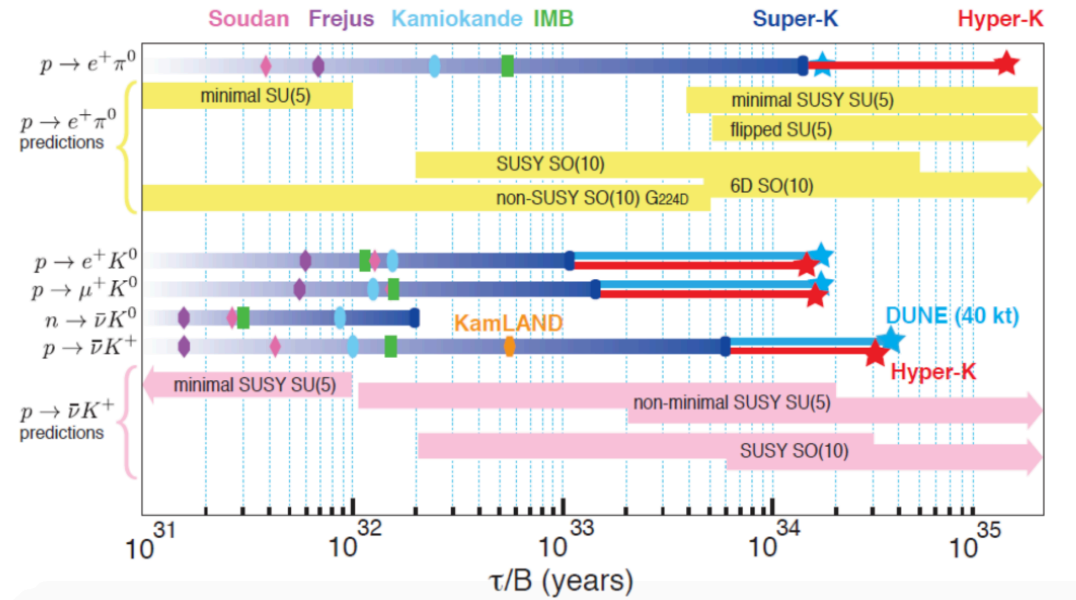 Soudan Frejus Kamiokande IMB Super-K Hyper-K
p → e⁺π⁰
minimal SU(5)
minimal SUSY SU(5)
p → e⁺π⁰
predictions
flipped SU(5)
SUSY SO(10)
6D SO(10)
non-SUSY SO(10) G224D
p → e⁺K⁰
p → μ⁺K⁰
n → ν̄K⁰
KamLAND
DUNE (40 kt)
p → ν̄K⁺
Hyper-K
minimal SUSY SU(5)
non-minimal SUSY SU(5)
p → ν̄K⁺
predictions
SUSY SO(10)
10³¹ 10³² 10³³ 10³⁴ 10³⁵
τ/B (years)